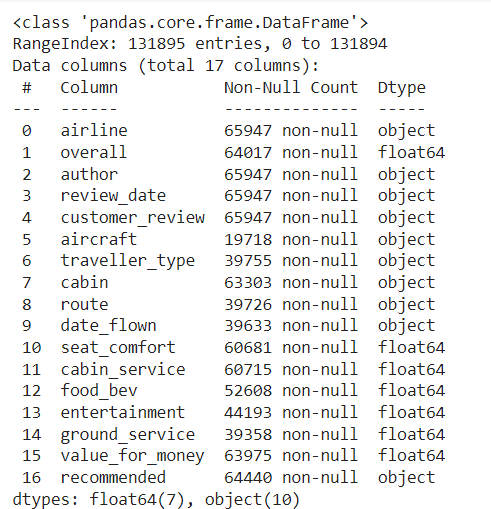 <class 'pandas.core.frame.DataFrame'>
RangeIndex: 131895 entries, 0 to 131894
Data columns (total 17 columns):
 #   Column           Non-Null Count  Dtype
---  ------           --------------  -----
 0   airline          65947 non-null  object
 1   overall          64017 non-null  float64
 2   author           65947 non-null  object
 3   review_date      65947 non-null  object
 4   customer_review  65947 non-null  object
 5   aircraft         19718 non-null  object
 6   traveller_type   39755 non-null  object
 7   cabin            63303 non-null  object
 8   route            39726 non-null  object
 9   date_flown       39633 non-null  object
 10  seat_comfort     60681 non-null  float64
 11  cabin_service    60715 non-null  float64
 12  food_bev         52608 non-null  float64
 13  entertainment    44193 non-null  float64
 14  ground_service   39358 non-null  float64
 15  value_for_money  63975 non-null  float64
 16  recommended      64440 non-null  object
dtypes: float64(7), object(10)